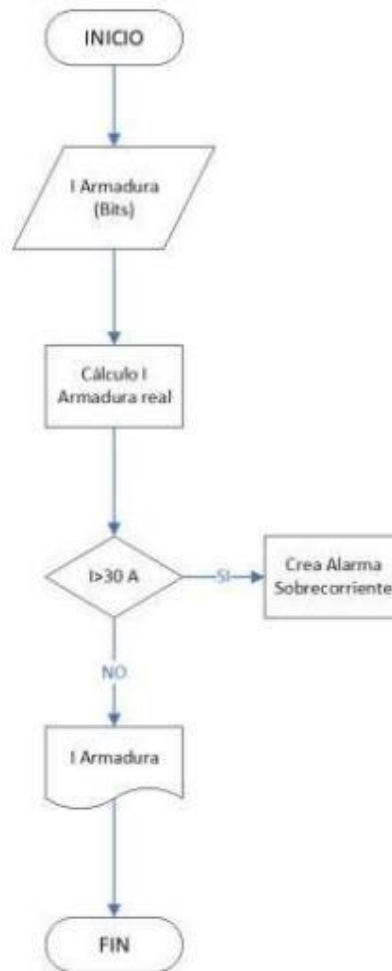 INICIO
I Armadura
(Bits)
Cálculo I
Armadura real
I>30 A
SI
Crea Alarma
Sobrecorriente
NO
I Armadura
FIN